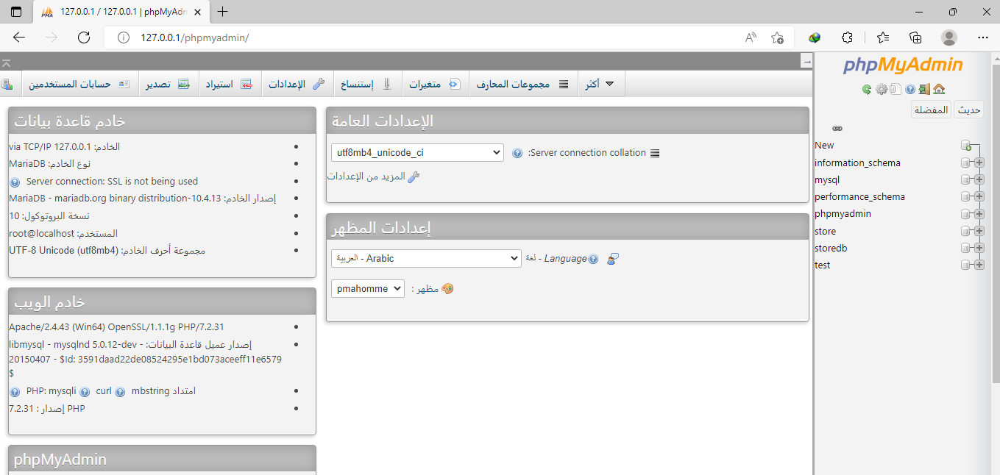 127.0.0.1 / 127.0.0.1 | phpMyAdm
127.0.0.1/phpmyadmin/
phpMyAdmin
حديث
المفضلة
New
information_schema
mysql
performance_schema
phpmyadmin
store
storedb
test
حسابات المستخدمين
تصدير
استيراد
الإعدادات
إستنساخ
متغيرات
مجموعات المحارف
أكثر
الإعدادات العامة
Server connection collation:
utf8mb4_unicode_ci
المزيد من الإعدادات
إعدادات المظهر
لغة - Language
العربية - Arabic
مظهر :
pmahomme
خادم قاعدة بيانات
الخادم: 127.0.0.1 via TCP/IP
نوع الخادم: MariaDB
Server connection: SSL is not being used
إصدار الخادم: 10.4.13-MariaDB - mariadb.org binary distribution
نسخة البروتوكول: 10
المستخدم: root@localhost
مجموعة أحرف الخادم: UTF-8 Unicode (utf8mb4)
خادم الويب
Apache/2.4.43 (Win64) OpenSSL/1.1.1g PHP/7.2.31
إصدار عميل قاعدة البيانات: libmysql - mysqlnd 5.0.12-dev -
20150407 - $Id: 3591daad22de08524295e1bd073aceeff11e6579
$
امتداد PHP: mysqli curl mbstring
PHP إصدار : 7.2.31
phpMyAdmin